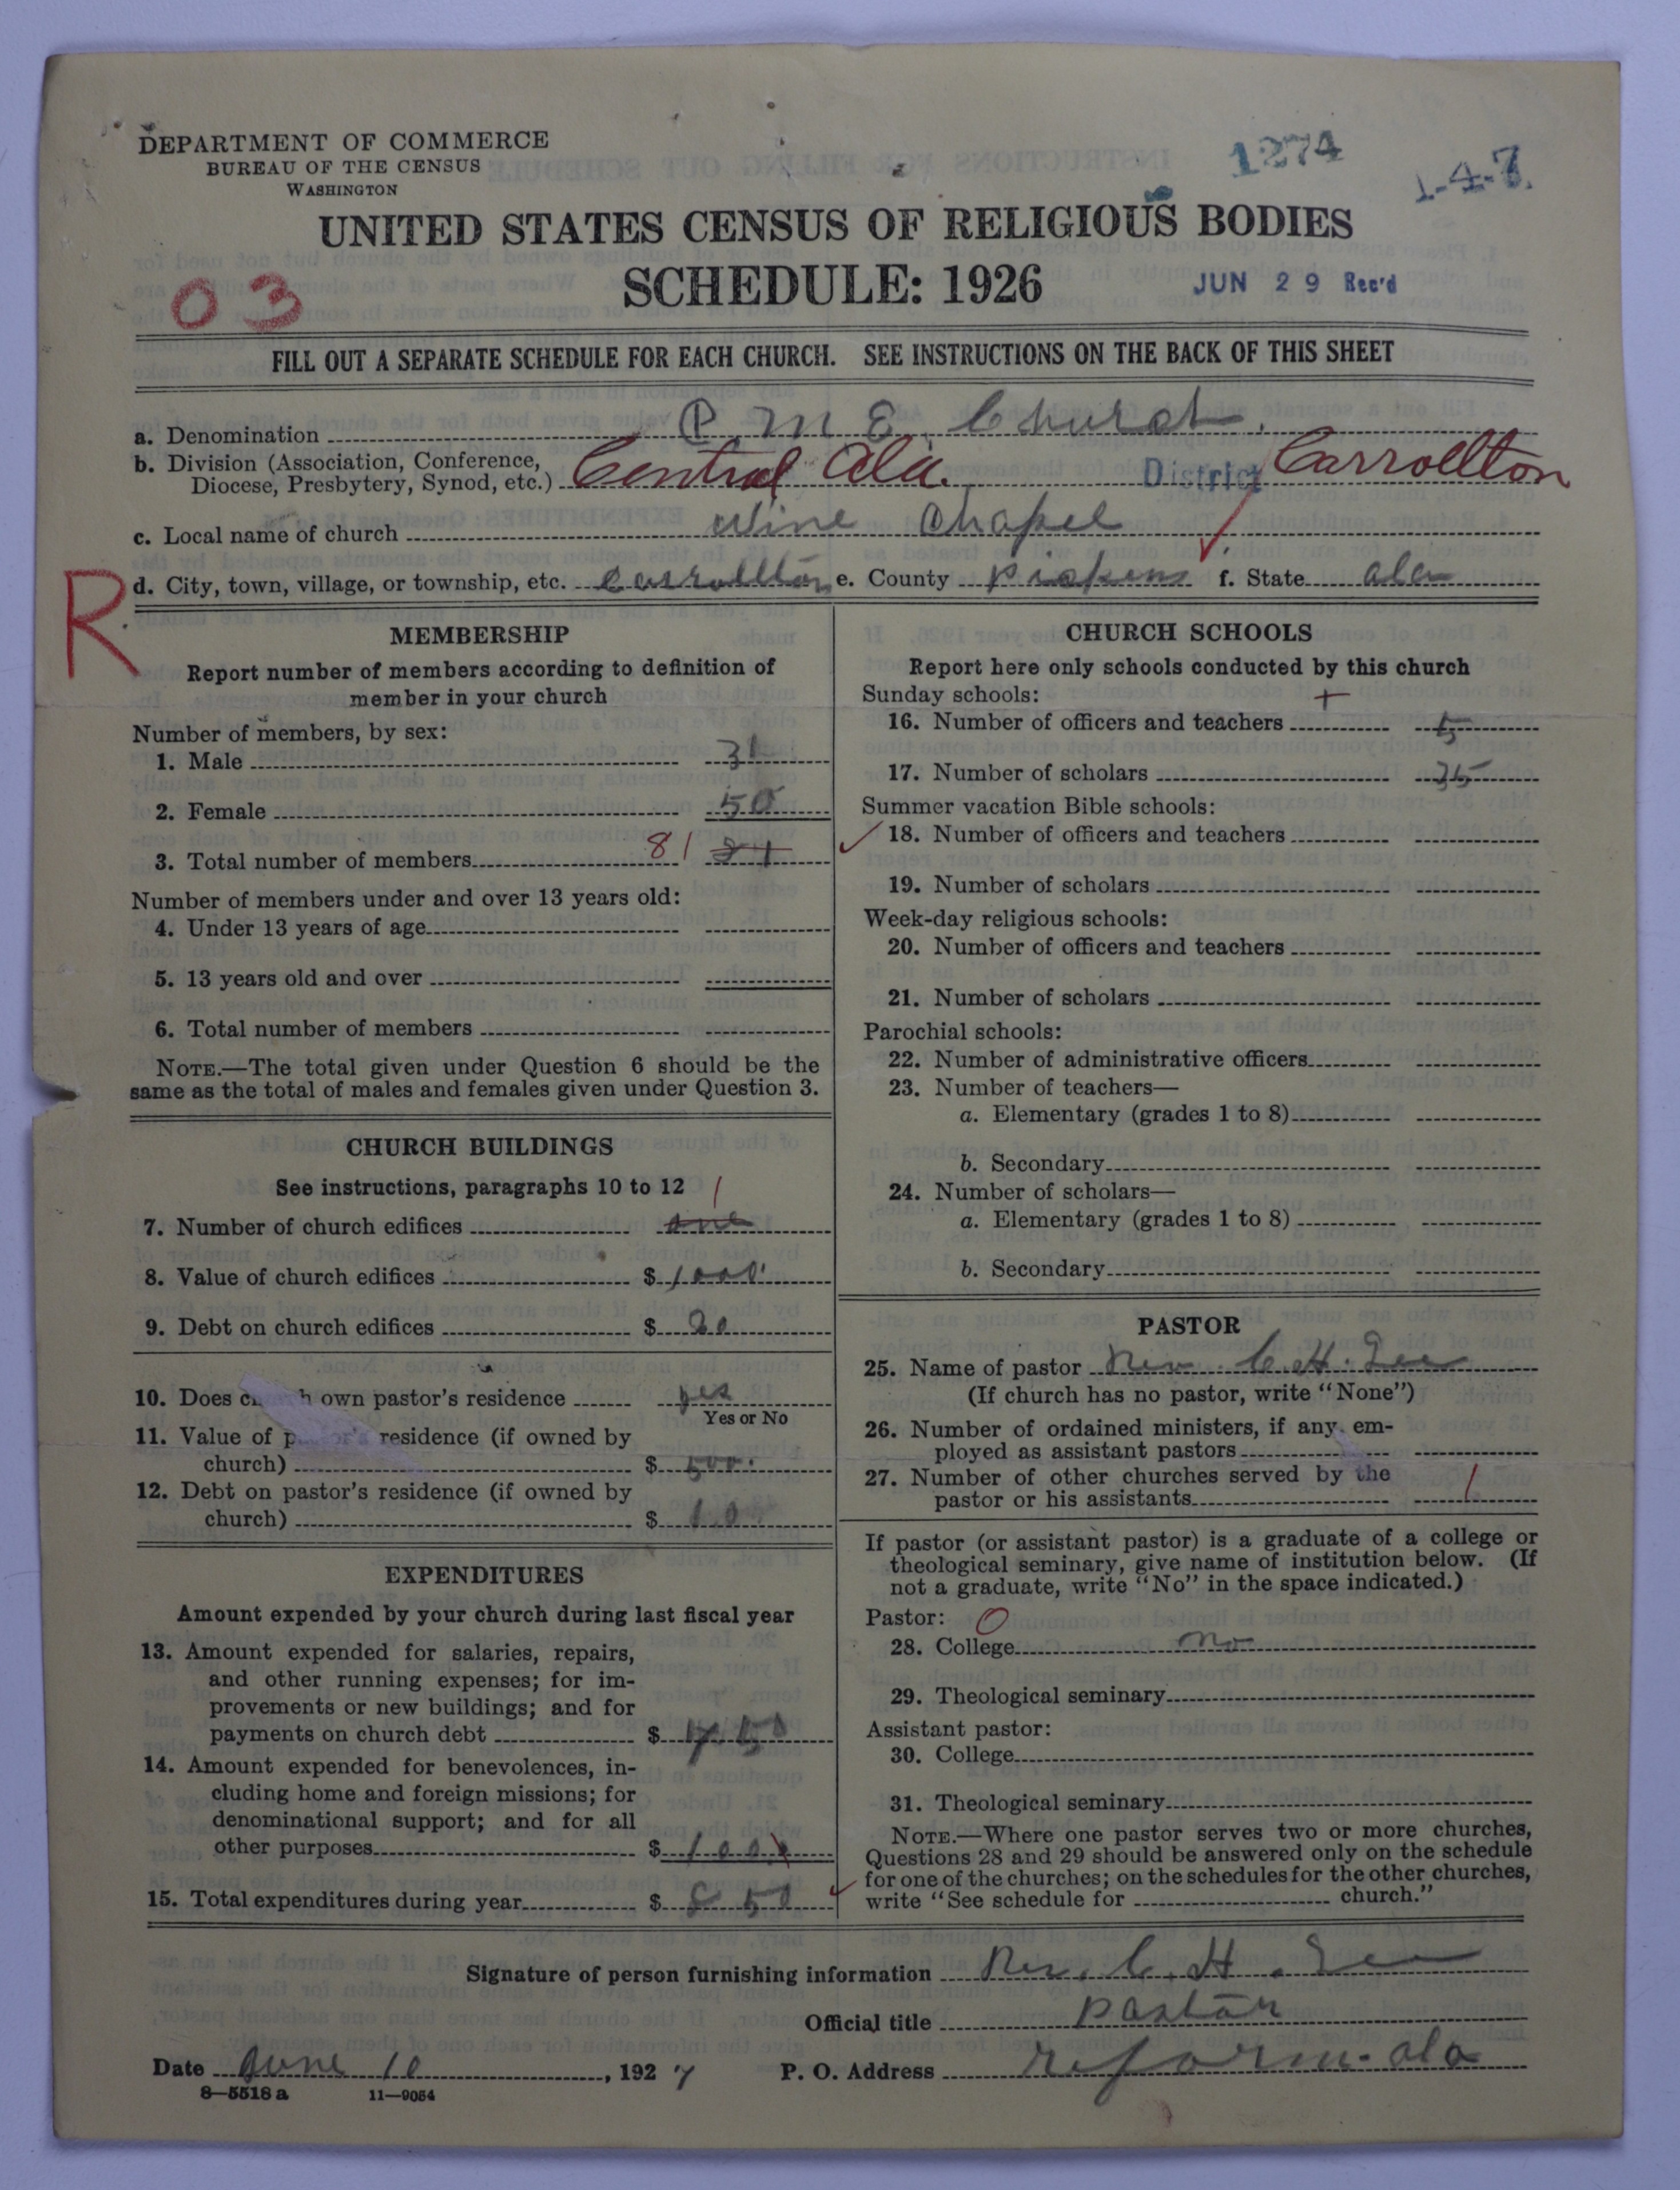 DEPARTMENT OF COMMERCE
BUREAU OF THE CENSUS
WASHINGTON
1274
1-4-7.
UNITED STATES CENSUS OF RELIGIOUS BODIES
SCHEDULE: 1926
JUN 29 Rec'd
03
FILL OUT A SEPARATE SCHEDULE FOR EACH CHURCH. SEE INSTRUCTIONS ON THE BACK OF THIS SHEET
a. Denomination C. M. E. Church.
b. Division (Association, Conference, Diocese, Presbytery, Synod, etc.) Central Ala. District Carrollton
c. Local name of church Wine Chapel
R.
d. City, town, village, or township, etc. Carrollton e. County Pickens f. State Ala
MEMBERSHIP
Report number of members according to definition of
member in your church
Number of members, by sex:
1. Male 31
2. Female 50
3. Total number of members 81 81
Number of members under and over 13 years old:
4. Under 13 years of age
5. 13 years old and over
6. Total number of members
NOTE.—The total given under Question 6 should be the
same as the total of males and females given under Question 3.
CHURCH BUILDINGS
See instructions, paragraphs 10 to 12
7. Number of church edifices one 1
8. Value of church edifices $ 1000.
9. Debt on church edifices $ 20
10. Does church own pastor's residence yes
Yes or No
11. Value of pastor's residence (if owned by
church) $ 500.
12. Debt on pastor's residence (if owned by
church) $ 10
EXPENDITURES
Amount expended by your church during last fiscal year
13. Amount expended for salaries, repairs,
and other running expenses; for im-
provements or new buildings; and for
payments on church debt $ 750
14. Amount expended for benevolences, in-
cluding home and foreign missions; for
denominational support; and for all
other purposes $ 100
15. Total expenditures during year $ 850
CHURCH SCHOOLS
Report here only schools conducted by this church
Sunday schools: +
16. Number of officers and teachers 5
17. Number of scholars 35
Summer vacation Bible schools:
18. Number of officers and teachers
19. Number of scholars
Week-day religious schools:
20. Number of officers and teachers
21. Number of scholars
Parochial schools:
22. Number of administrative officers
23. Number of teachers—
a. Elementary (grades 1 to 8)
b. Secondary
24. Number of scholars—
a. Elementary (grades 1 to 8)
b. Secondary
PASTOR
25. Name of pastor Rev. C. H. Lee
(If church has no pastor, write "None")
26. Number of ordained ministers, if any em-
ployed as assistant pastors
27. Number of other churches served by the
pastor or his assistants 1
If pastor (or assistant pastor) is a graduate of a college or
theological seminary, give name of institution below. (If
not a graduate, write "No" in the space indicated.)
Pastor: 0
28. College no
29. Theological seminary
Assistant pastor:
30. College
31. Theological seminary
NOTE.—Where one pastor serves two or more churches,
Questions 28 and 29 should be answered only on the schedule
for one of the churches; on the schedules for the other churches,
write "See schedule for church."
Signature of person furnishing information Rev. C. H. Lee
Official title pastor
Date June 10, 1927 P. O. Address reform. ala
8—5518 a 11—9054